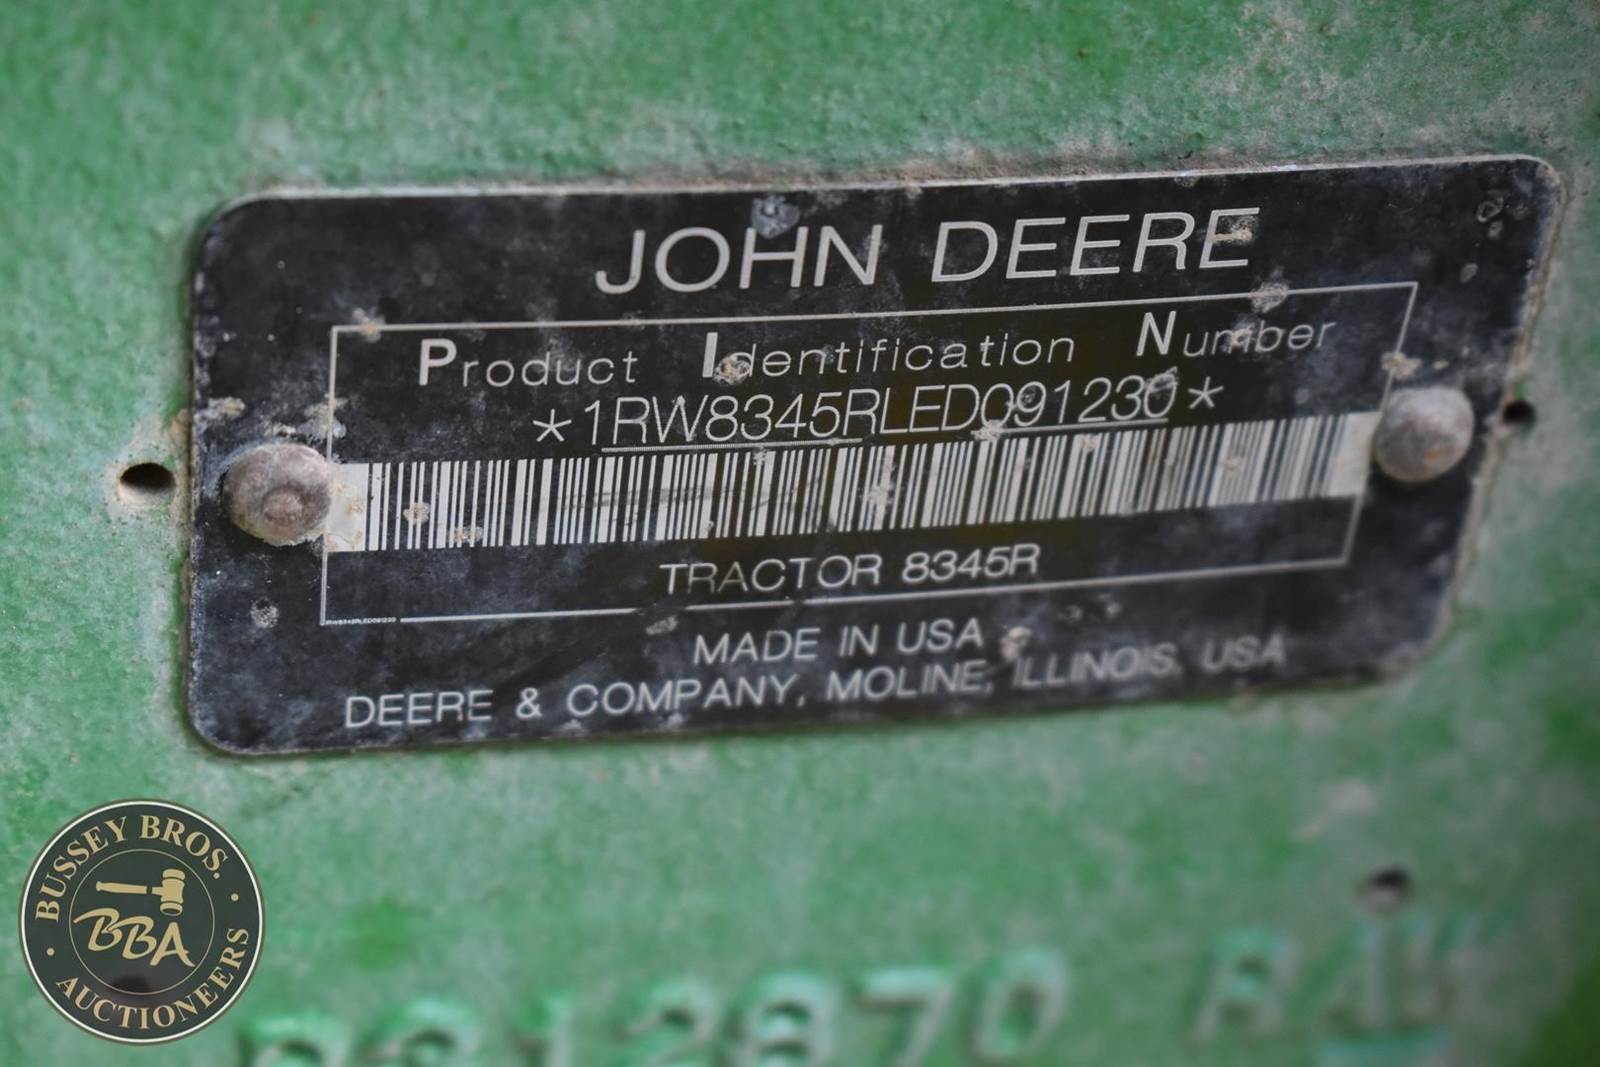 JOHN DEERE
Product Identification Number
*1RW8345RLED091230*
TRACTOR 8345R
RW8345RLED091230
MADE IN USA
DEERE & COMPANY, MOLINE, ILLINOIS. USA
BUSSEY BROS.
BBA
AUCTIONEERS